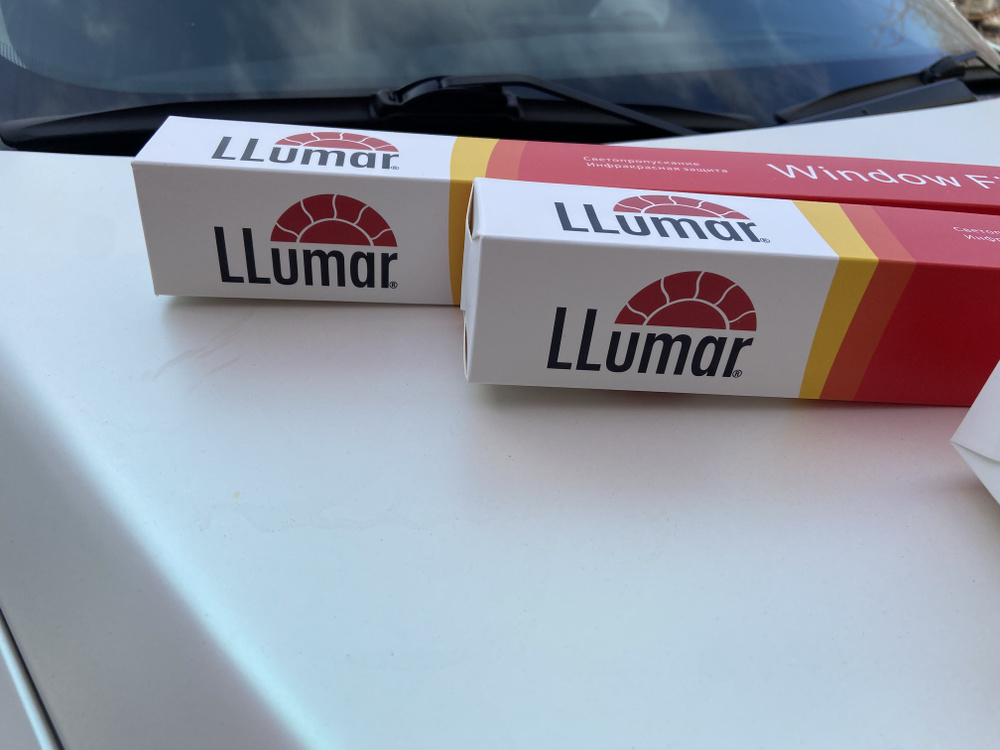 LLumar®
Светопропускание
Инфракрасная защита
Window
LLumar®
LLumar®
LLumar®